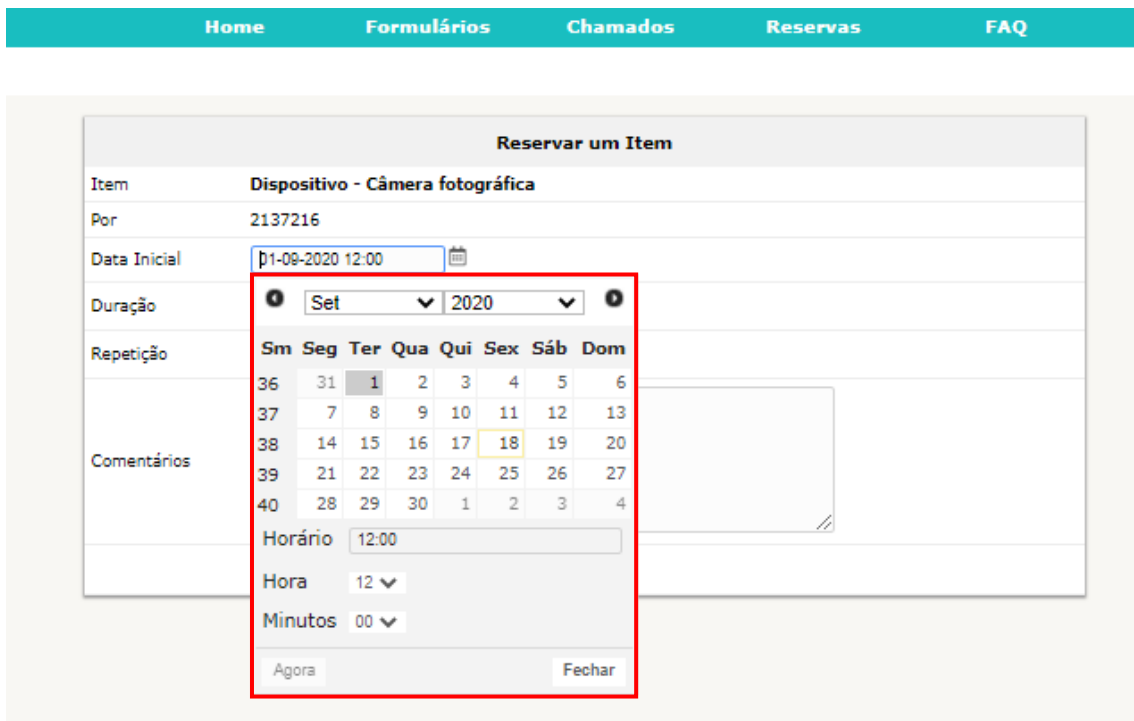 Home Formulários Chamados Reservas FAQ
Reservar um Item
Item Dispositivo - Câmera fotográfica
Por 2137216
Data Inicial 01-09-2020 12:00
Duração
Repetição
Comentários
Set 2020
Sm Seg Ter Qua Qui Sex Sáb Dom
36 31 1 2 3 4 5 6
37 7 8 9 10 11 12 13
38 14 15 16 17 18 19 20
39 21 22 23 24 25 26 27
40 28 29 30 1 2 3 4
Horário 12:00
Hora 12
Minutos 00
Agora Fechar